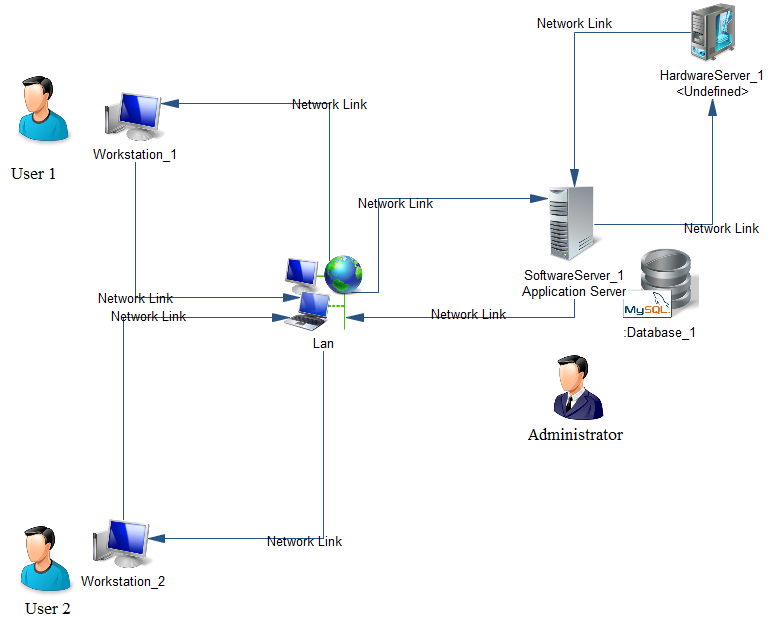 Network Link
HardwareServer_1
<Undefined>
Network Link
Workstation_1
User 1
Network Link
Network Link
SoftwareServer_1
Application Server
Network Link
Network Link
Network Link
MySQL
:Database_1
Lan
Administrator
Network Link
Workstation_2
User 2